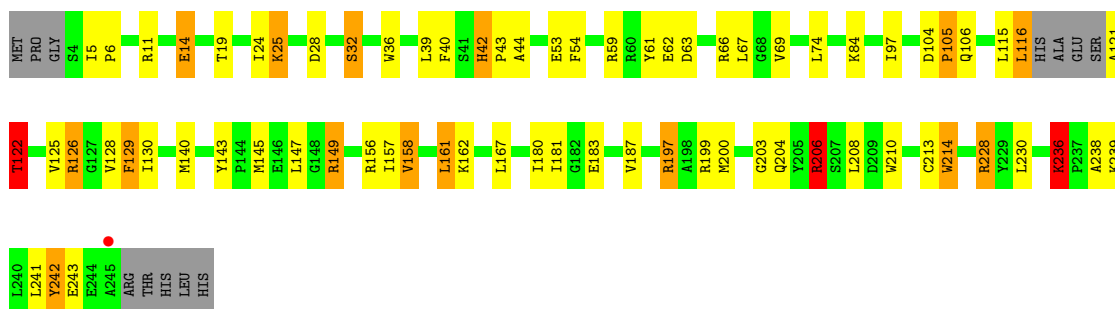 MET PRO GLY S4 I5 P6 R11 E14 T19 I24 K25 D28 S32 W36 L39 F40 S41 H42 P43 A44 E53 F54 R59 R60 Y61 E62 D63 R66 L67 G68 V69 L74 K84 I97 D104 P105 Q106 L115 L116 HIS ALA GLU SER A121
T122 V125 R126 G127 V128 F129 I130 M140 Y143 P144 M145 E146 L147 G148 R149 R156 I157 V158 L161 K162 L167 I180 I181 G182 E183 V187 R197 A198 R199 M200 G203 Q204 Y205 R206 S207 L208 D209 W210 C213 W214 R228 Y229 L230 K236 P237 A238 K239
L240 L241 Y242 E243 E244 A245 ARG THR HIS LEU HIS